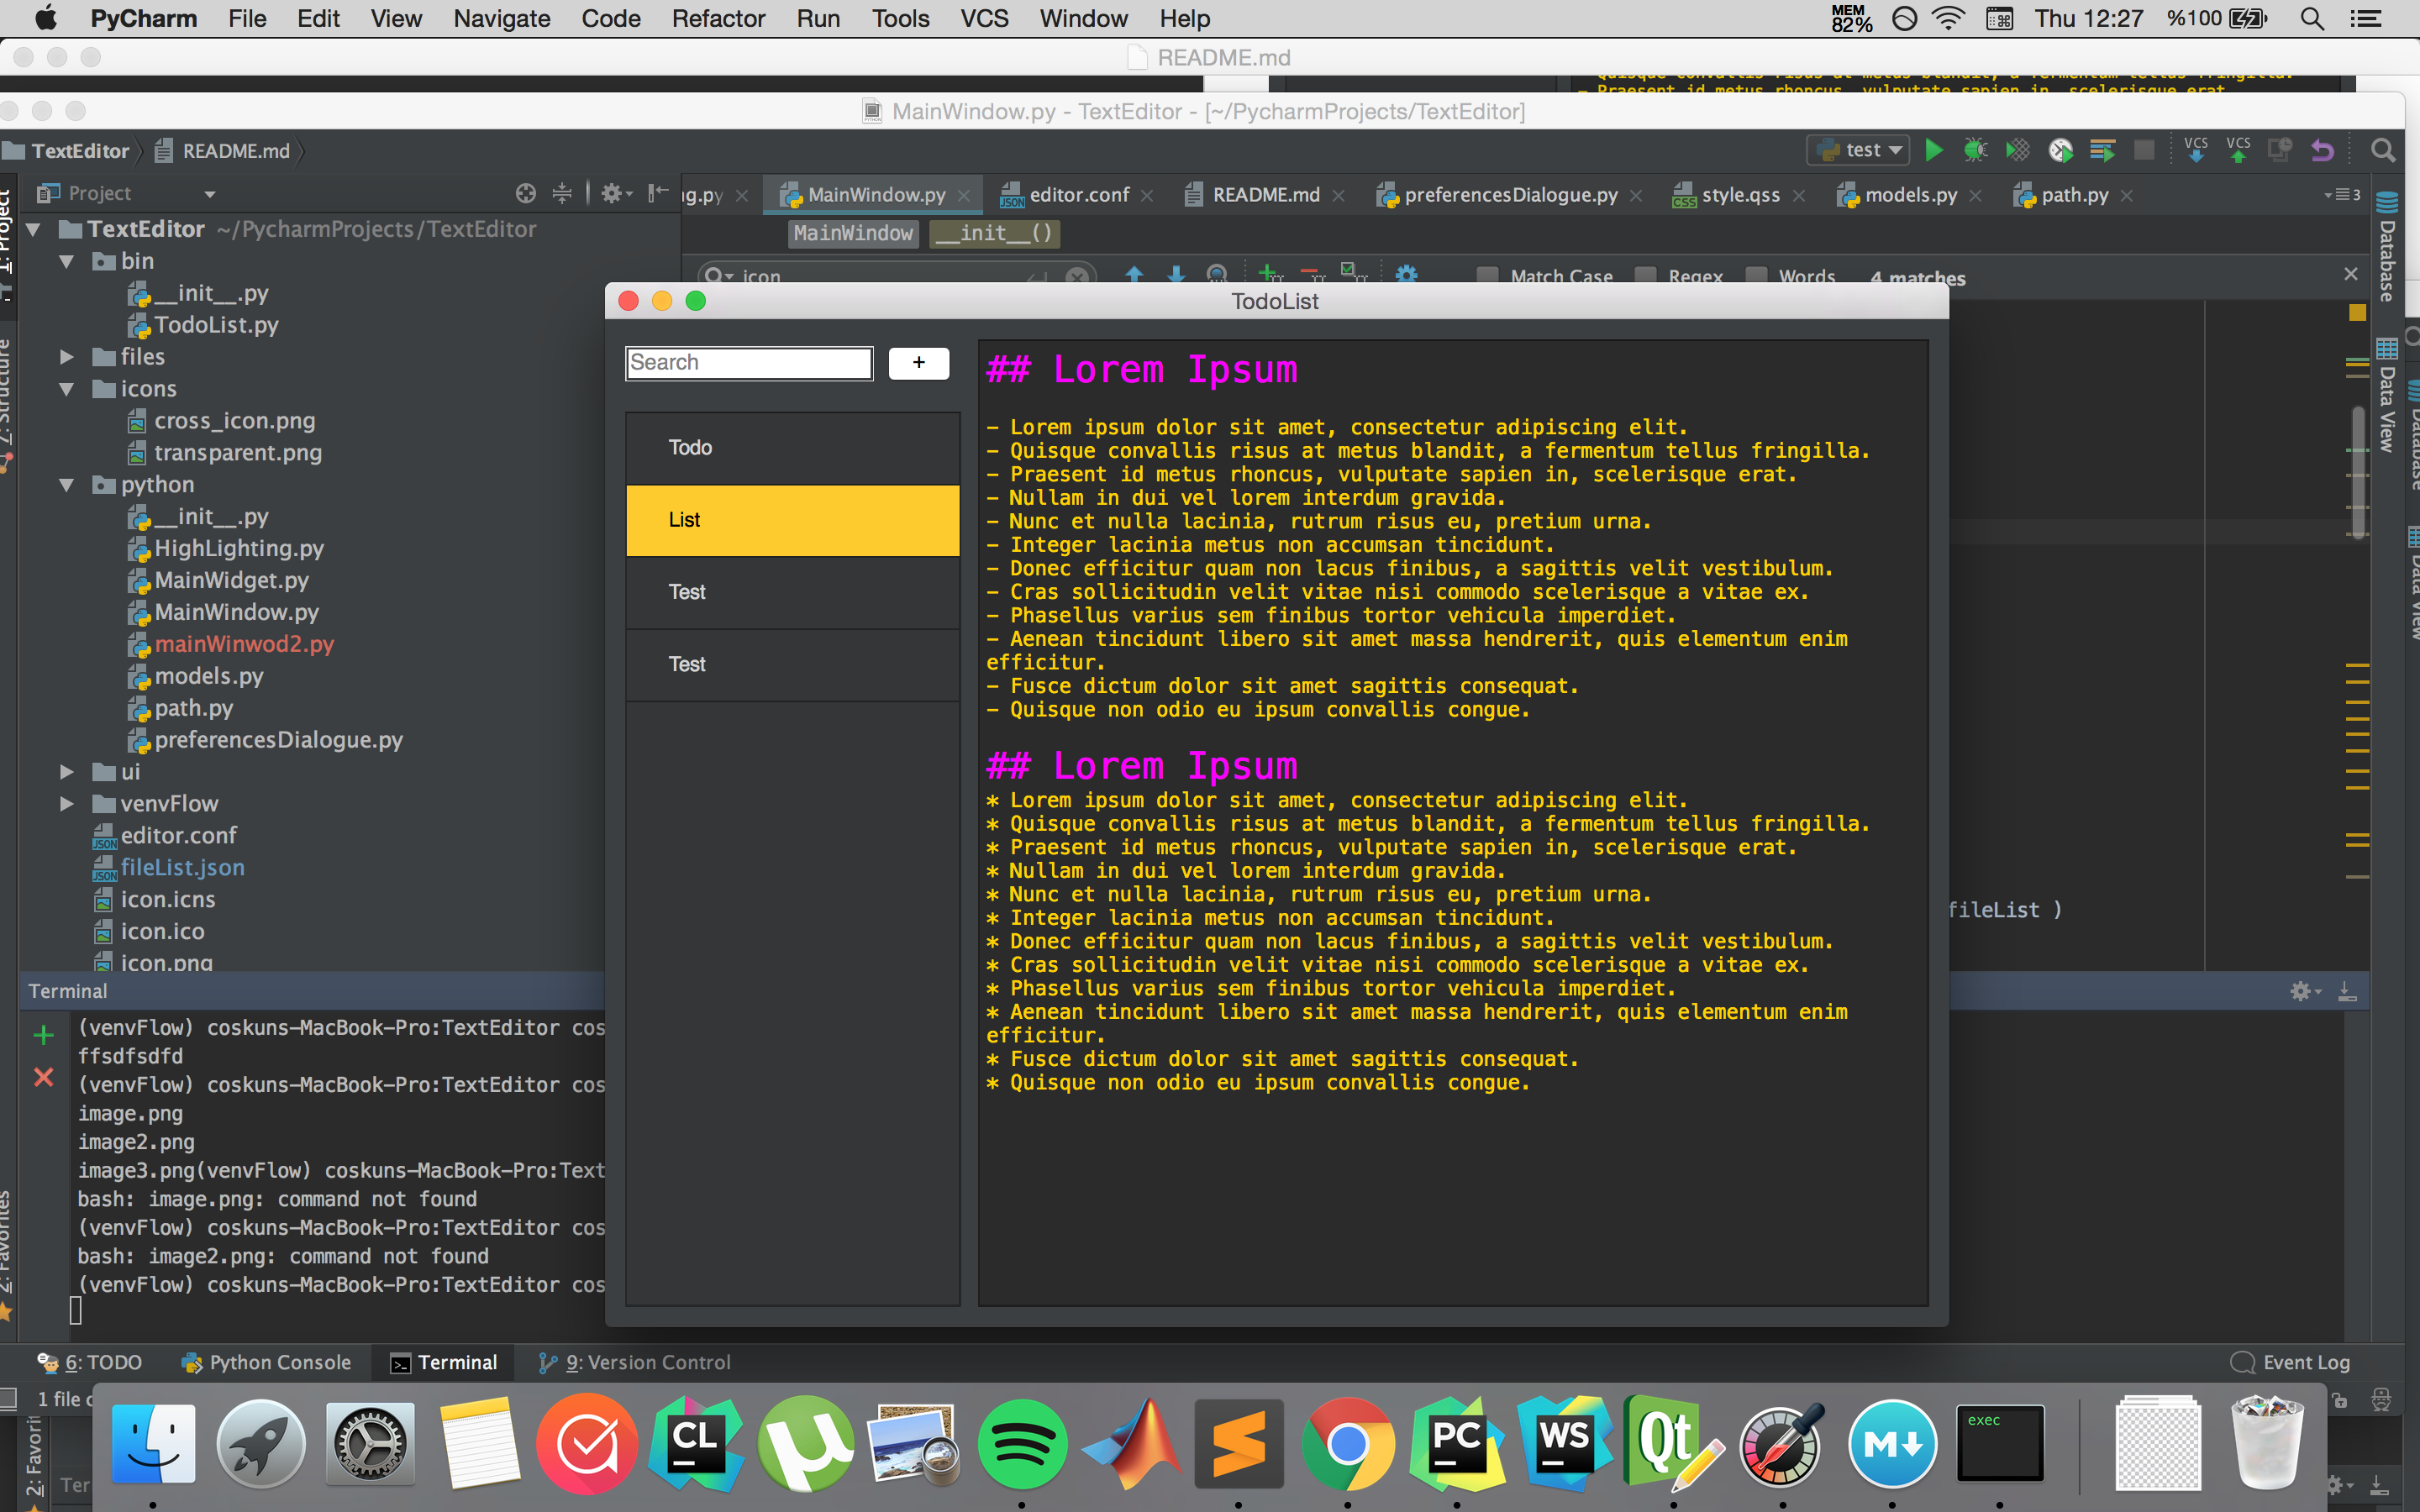 PyCharm File Edit View Navigate Code Refactor Run Tools VCS Window Help
MEM 82% Thu 12:27 %100
README.md
MainWindow.py - TextEditor - [~/PycharmProjects/TextEditor]
TextEditor README.md
test VCS VCS
Project
g.py MainWindow.py editor.conf README.md preferencesDialogue.py style.qss models.py path.py 3
MainWindow __init__()
icon Match Case Regex Words 4 matches
1: Project
7: Structure
2: Favorites
Database
Data View
TextEditor ~/PycharmProjects/TextEditor
bin
__init__.py
TodoList.py
files
icons
cross_icon.png
transparent.png
python
__init__.py
HighLighting.py
MainWidget.py
MainWindow.py
mainWinwod2.py
models.py
path.py
preferencesDialogue.py
ui
venvFlow
editor.conf
fileList.json
icon.icns
icon.ico
icon.png
TodoList
Search +
Todo
List
Test
Test
## Lorem Ipsum
- Lorem ipsum dolor sit amet, consectetur adipiscing elit.
- Quisque convallis risus at metus blandit, a fermentum tellus fringilla.
- Praesent id metus rhoncus, vulputate sapien in, scelerisque erat.
- Nullam in dui vel lorem interdum gravida.
- Nunc et nulla lacinia, rutrum risus eu, pretium urna.
- Integer lacinia metus non accumsan tincidunt.
- Donec efficitur quam non lacus finibus, a sagittis velit vestibulum.
- Cras sollicitudin velit vitae nisi commodo scelerisque a vitae ex.
- Phasellus varius sem finibus tortor vehicula imperdiet.
- Aenean tincidunt libero sit amet massa hendrerit, quis elementum enim
efficitur.
- Fusce dictum dolor sit amet sagittis consequat.
- Quisque non odio eu ipsum convallis congue.
## Lorem Ipsum
* Lorem ipsum dolor sit amet, consectetur adipiscing elit.
* Quisque convallis risus at metus blandit, a fermentum tellus fringilla.
* Praesent id metus rhoncus, vulputate sapien in, scelerisque erat.
* Nullam in dui vel lorem interdum gravida.
* Nunc et nulla lacinia, rutrum risus eu, pretium urna.
* Integer lacinia metus non accumsan tincidunt.
* Donec efficitur quam non lacus finibus, a sagittis velit vestibulum.
* Cras sollicitudin velit vitae nisi commodo scelerisque a vitae ex.
* Phasellus varius sem finibus tortor vehicula imperdiet.
* Aenean tincidunt libero sit amet massa hendrerit, quis elementum enim
efficitur.
* Fusce dictum dolor sit amet sagittis consequat.
* Quisque non odio eu ipsum convallis congue.
fileList )
Terminal
(venvFlow) coskuns-MacBook-Pro:TextEditor cos
ffsdfsdfd
(venvFlow) coskuns-MacBook-Pro:TextEditor cos
image.png
image2.png
image3.png(venvFlow) coskuns-MacBook-Pro:Text
bash: image.png: command not found
(venvFlow) coskuns-MacBook-Pro:TextEditor cos
bash: image2.png: command not found
(venvFlow) coskuns-MacBook-Pro:TextEditor cos
6: TODO Python Console Terminal 9: Version Control Event Log
1 file
CL PC WS Qt M exec
2: Favorit
Ter